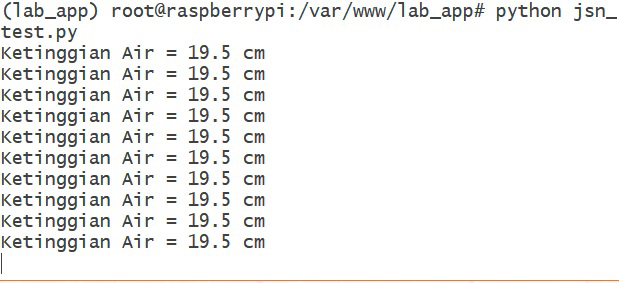 (lab_app) root@raspberrypi:/var/www/lab_app# python jsn_
test.py
Ketinggian Air = 19.5 cm
Ketinggian Air = 19.5 cm
Ketinggian Air = 19.5 cm
Ketinggian Air = 19.5 cm
Ketinggian Air = 19.5 cm
Ketinggian Air = 19.5 cm
Ketinggian Air = 19.5 cm
Ketinggian Air = 19.5 cm
Ketinggian Air = 19.5 cm
Ketinggian Air = 19.5 cm